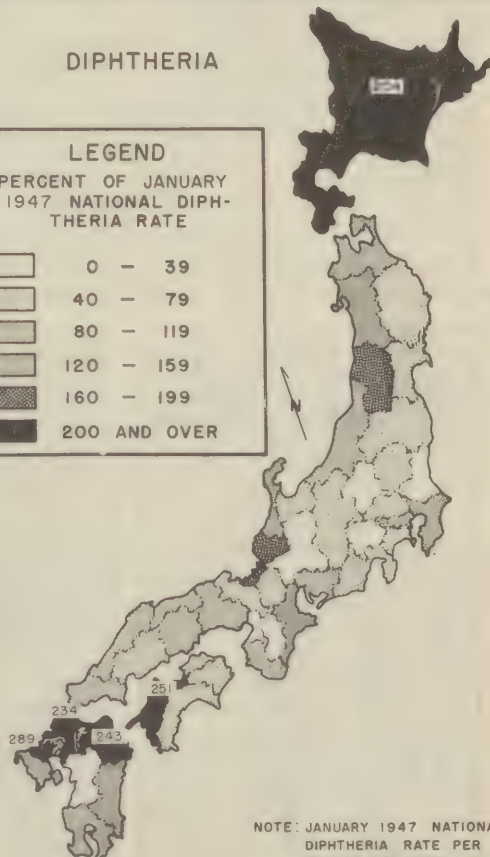 DIPHTHERIA
LEGEND
PERCENT OF JANUARY
1947 NATIONAL DIPH-
THERIA RATE
0 - 39
40 - 79
80 - 119
120 - 159
160 - 199
200 AND OVER
N
251
234
289
243
NOTE: JANUARY 1947 NATIONA
DIPHTHERIA RATE PER